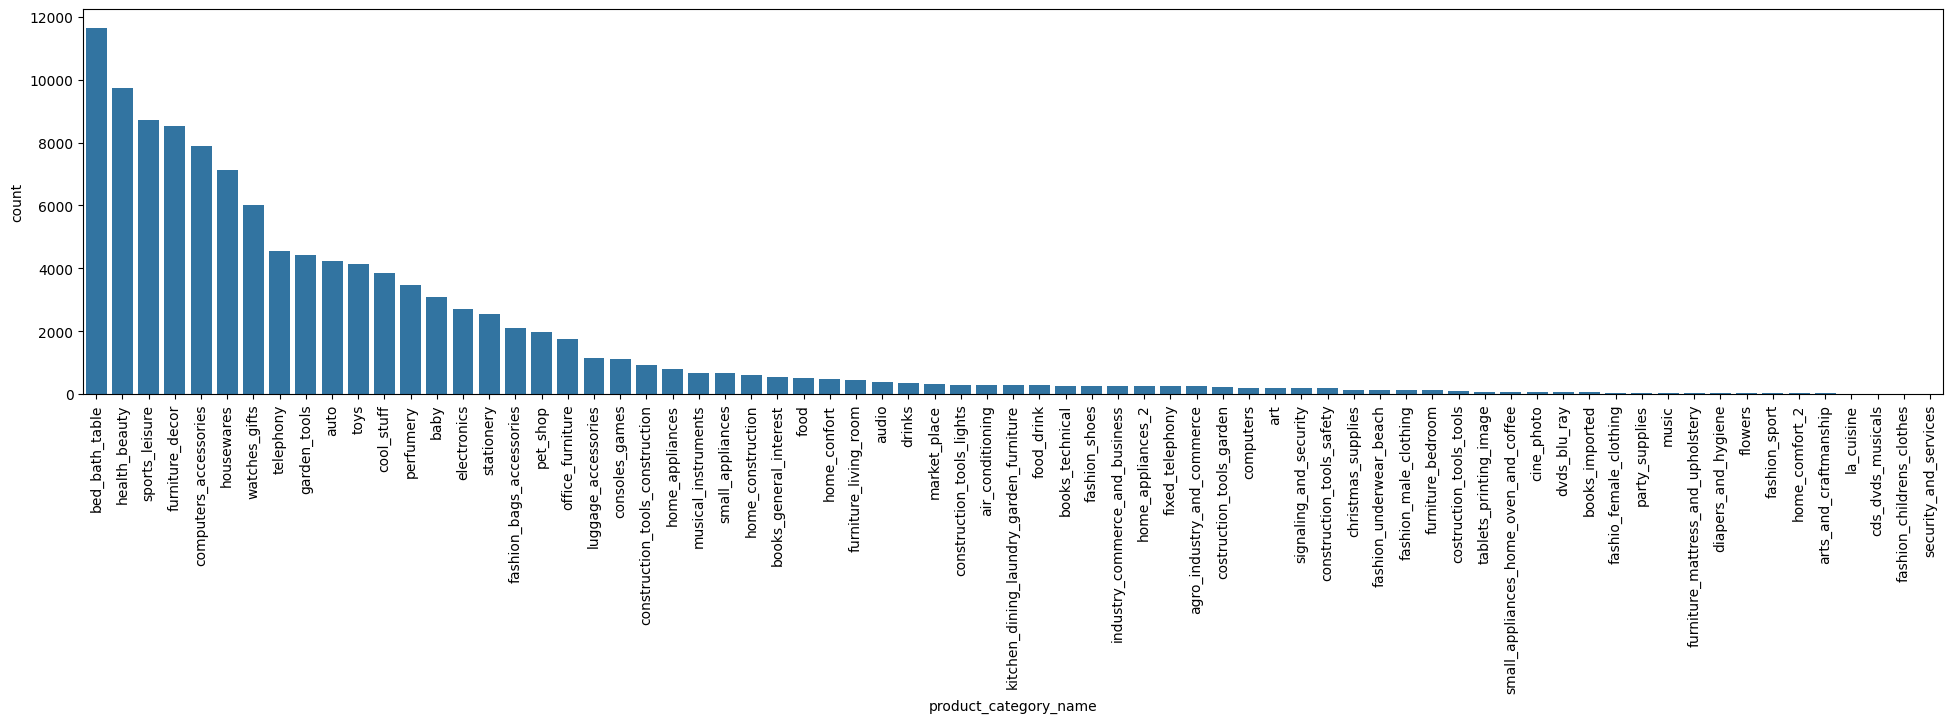 12000
10000
8000
6000
4000
2000
0
count
bed_bath_table
health_beauty
sports_leisure
furniture_decor
computers_accessories
housewares
watches_gifts
telephony
garden_tools
auto
toys
cool_stuff
perfumery
baby
electronics
stationery
fashion_bags_accessories
pet_shop
office_furniture
luggage_accessories
consoles_games
construction_tools_construction
home_appliances
musical_instruments
small_appliances
home_construction
books_general_interest
food
home_confort
furniture_living_room
audio
drinks
market_place
construction_tools_lights
air_conditioning
kitchen_dining_laundry_garden_furniture
food_drink
books_technical
fashion_shoes
industry_commerce_and_business
home_appliances_2
fixed_telephony
agro_industry_and_commerce
costruction_tools_garden
computers
art
signaling_and_security
construction_tools_safety
christmas_supplies
fashion_underwear_beach
fashion_male_clothing
furniture_bedroom
costruction_tools_tools
tablets_printing_image
small_appliances_home_oven_and_coffee
cine_photo
dvds_blu_ray
books_imported
fashio_female_clothing
party_supplies
music
furniture_mattress_and_upholstery
diapers_and_hygiene
flowers
fashion_sport
home_comfort_2
arts_and_craftmanship
la_cuisine
cds_dvds_musicals
fashion_childrens_clothes
security_and_services
product_category_name